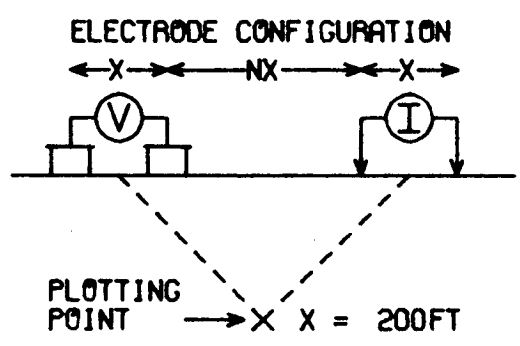 ELECTRODE CONFIGURATION
X NX X
V I
PLOTTING
POINT X = 200FT